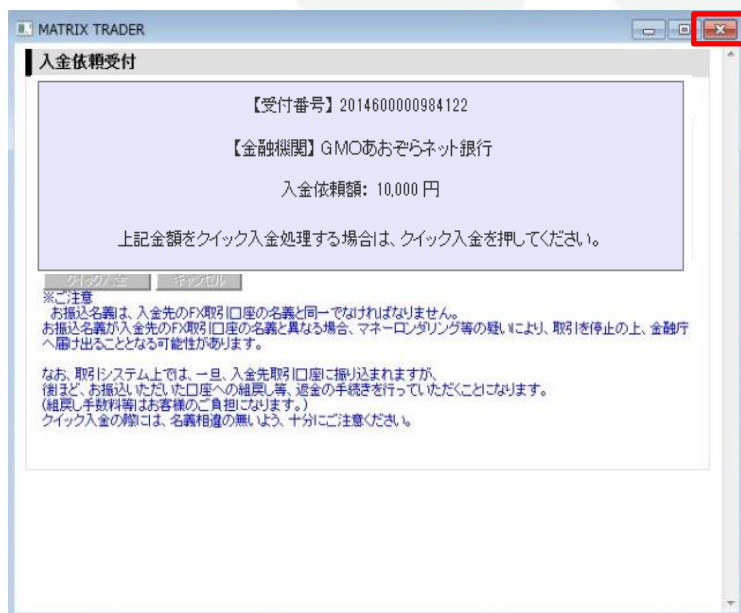 MATRIX TRADER
入金依頼受付
【受付番号】2014600000984122
【金融機関】GMOあおぞらネット銀行
入金依頼額: 10,000 円
上記金額をクイック入金処理する場合は、クイック入金を押してください。
クイック入金 キャンセル
※ご注意
お振込名義は、入金先のFX取引口座の名義と同一でなければなりません。
お振込名義が入金先のFX取引口座の名義と異なる場合、マネーロンダリング等の疑いにより、取引を停止の上、金融庁
へ届け出ることとなる可能性があります。
なお、取引システム上では、一旦、入金先取引口座に振り込まれますが、
後ほど、お振込いただいた口座への組戻し等、返金の手続きを行っていただくことになります。
(組戻し手数料等はお客様のご負担になります。)
クイック入金の際には、名義相違の無いよう、十分にご注意ください。